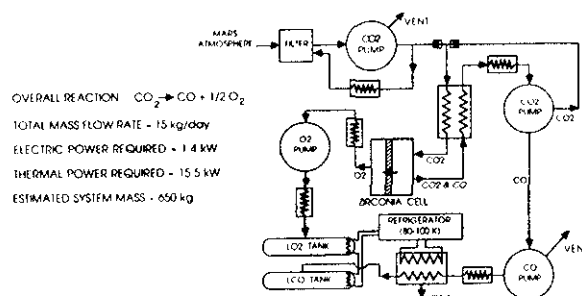 VENT
MARS
ATMOSPHERE
FILTER
CO2
PUMP
OVERALL REACTION CO2 → CO + 1/2 O2
TOTAL MASS FLOW RATE - 15 kg/day
ELECTRIC POWER REQUIRED - 1.4 kW
THERMAL POWER REQUIRED - 15.5 kW
ESTIMATED SYSTEM MASS - 650 kg
CO2
PUMP
CO2
O2
PUMP
O2
CO2
CO2 & CO
ZIRCONIA CELL
CO
REFRIGERATOR
(80-100 K)
LO2 TANK
LCO TANK
VENT
CO
PUMP